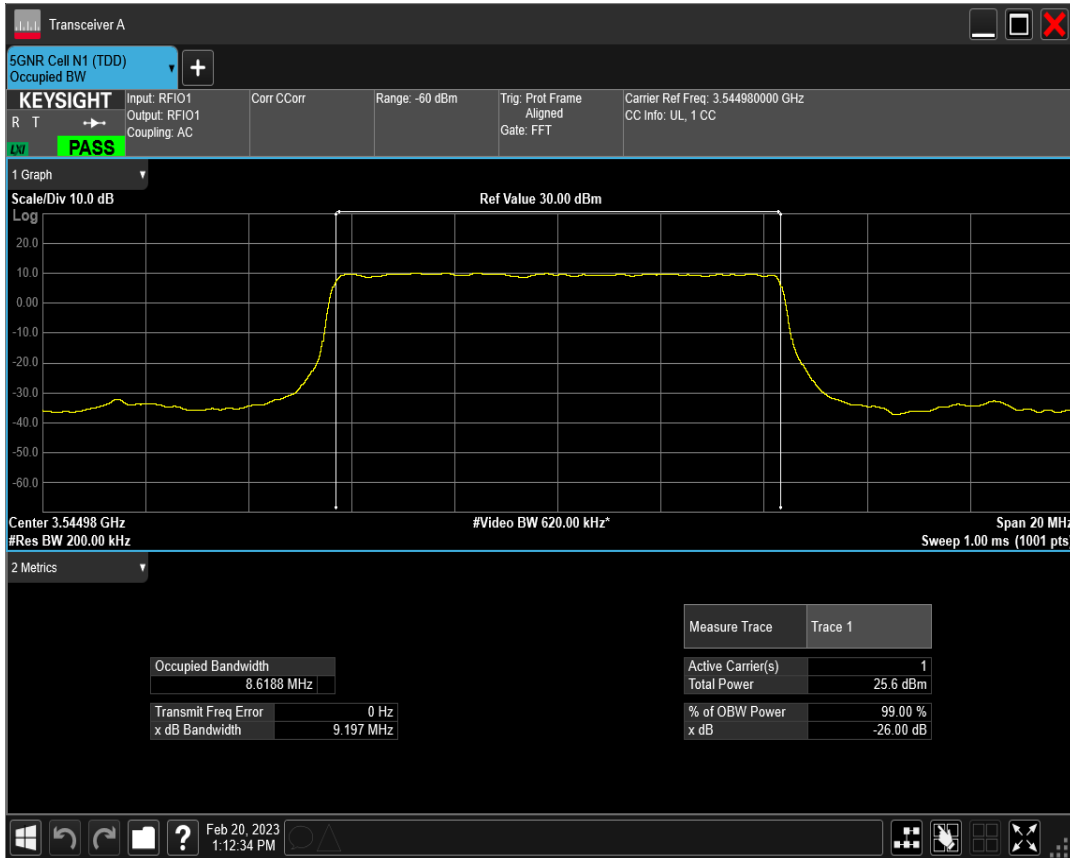 Transceiver A
5GNR Cell N1 (TDD)
Occupied BW
+
KEYSIGHT
R T
LXI
PASS
Input: RFIO1
Output: RFIO1
Coupling: AC
Corr CCorr
Range: -60 dBm
Trig: Prot Frame
Aligned
Gate: FFT
Carrier Ref Freq: 3.544980000 GHz
CC Info: UL, 1 CC
1 Graph
Scale/Div 10.0 dB
Ref Value 30.00 dBm
Log
20.0
10.0
0.00
-10.0
-20.0
-30.0
-40.0
-50.0
-60.0
Center 3.54498 GHz
#Video BW 620.00 kHz*
Span 20 MHz
#Res BW 200.00 kHz
Sweep 1.00 ms (1001 pts)
2 Metrics
Measure Trace Trace 1
Occupied Bandwidth
8.6188 MHz
Transmit Freq Error 0 Hz
x dB Bandwidth 9.197 MHz
Active Carrier(s) 1
Total Power 25.6 dBm
% of OBW Power 99.00 %
x dB -26.00 dB
?
Feb 20, 2023
1:12:34 PM